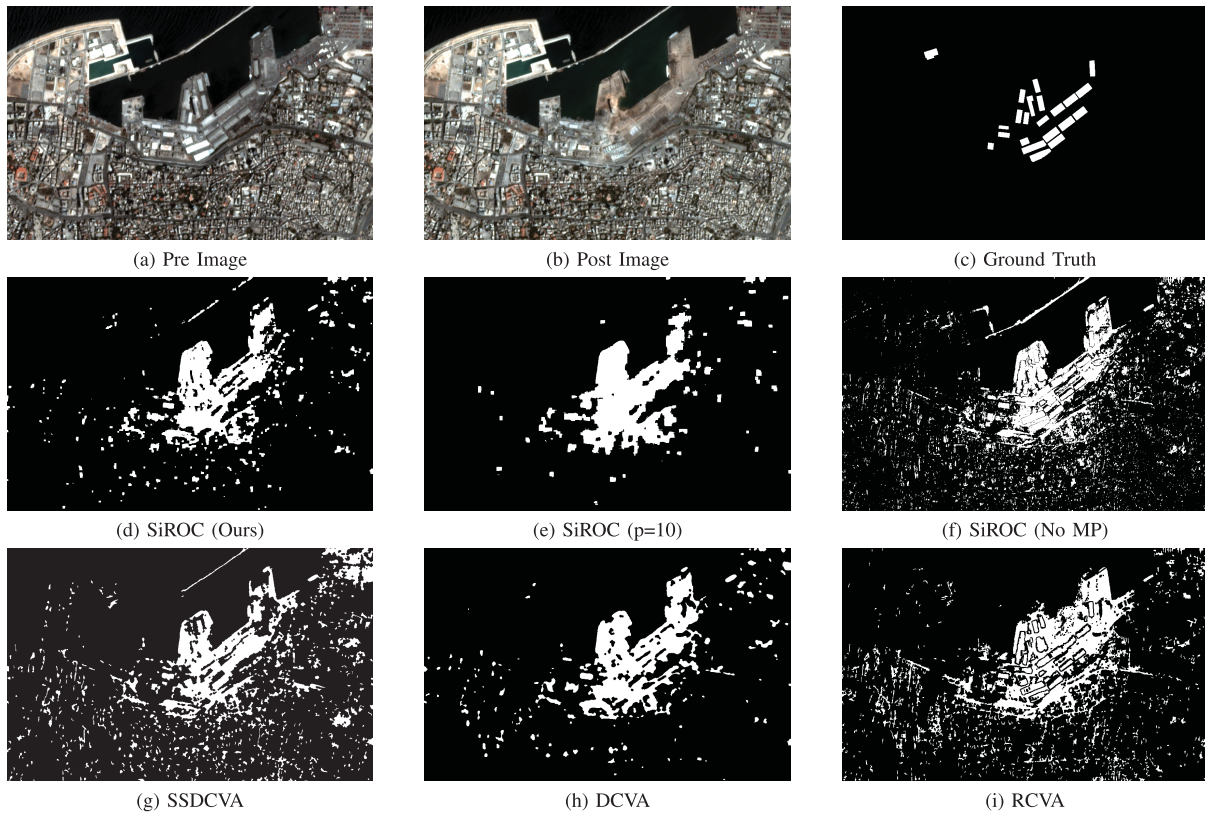 (a) Pre Image
(b) Post Image
(c) Ground Truth
(d) SiROC (Ours)
(e) SiROC (p=10)
(f) SiROC (No MP)
(g) SSDCVA
(h) DCVA
(i) RCVA